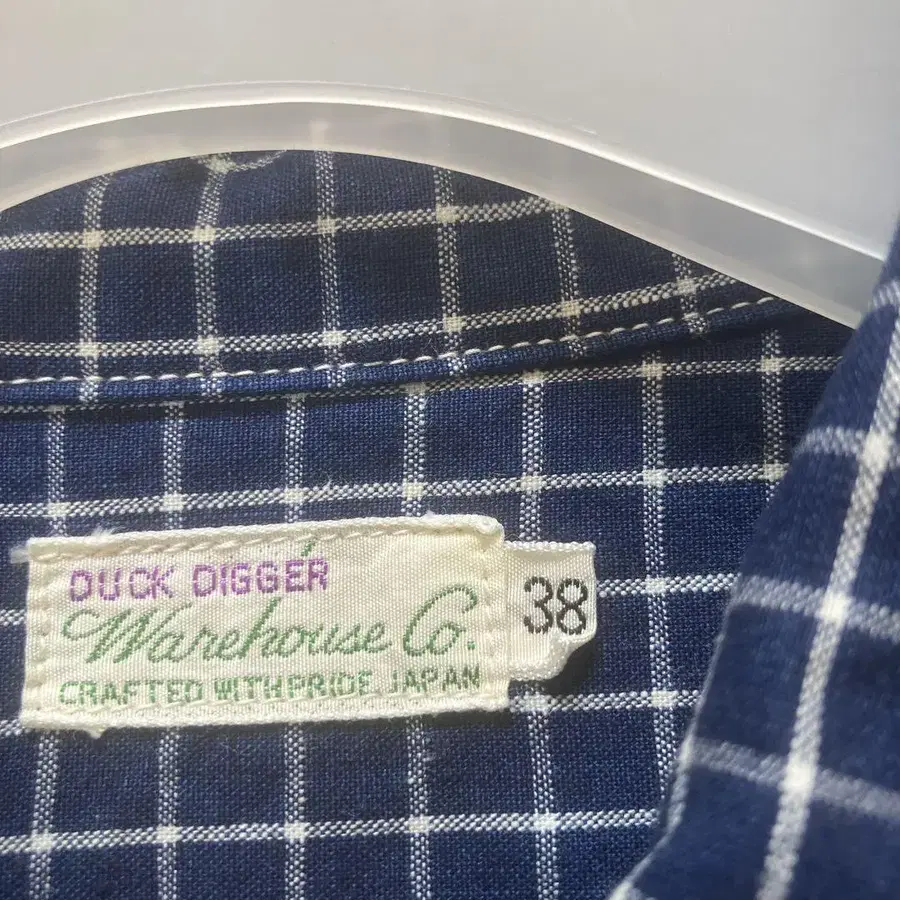 DUCK DIGGER
Warehouse Co.
CRAFTED WITH PRIDE JAPAN
38